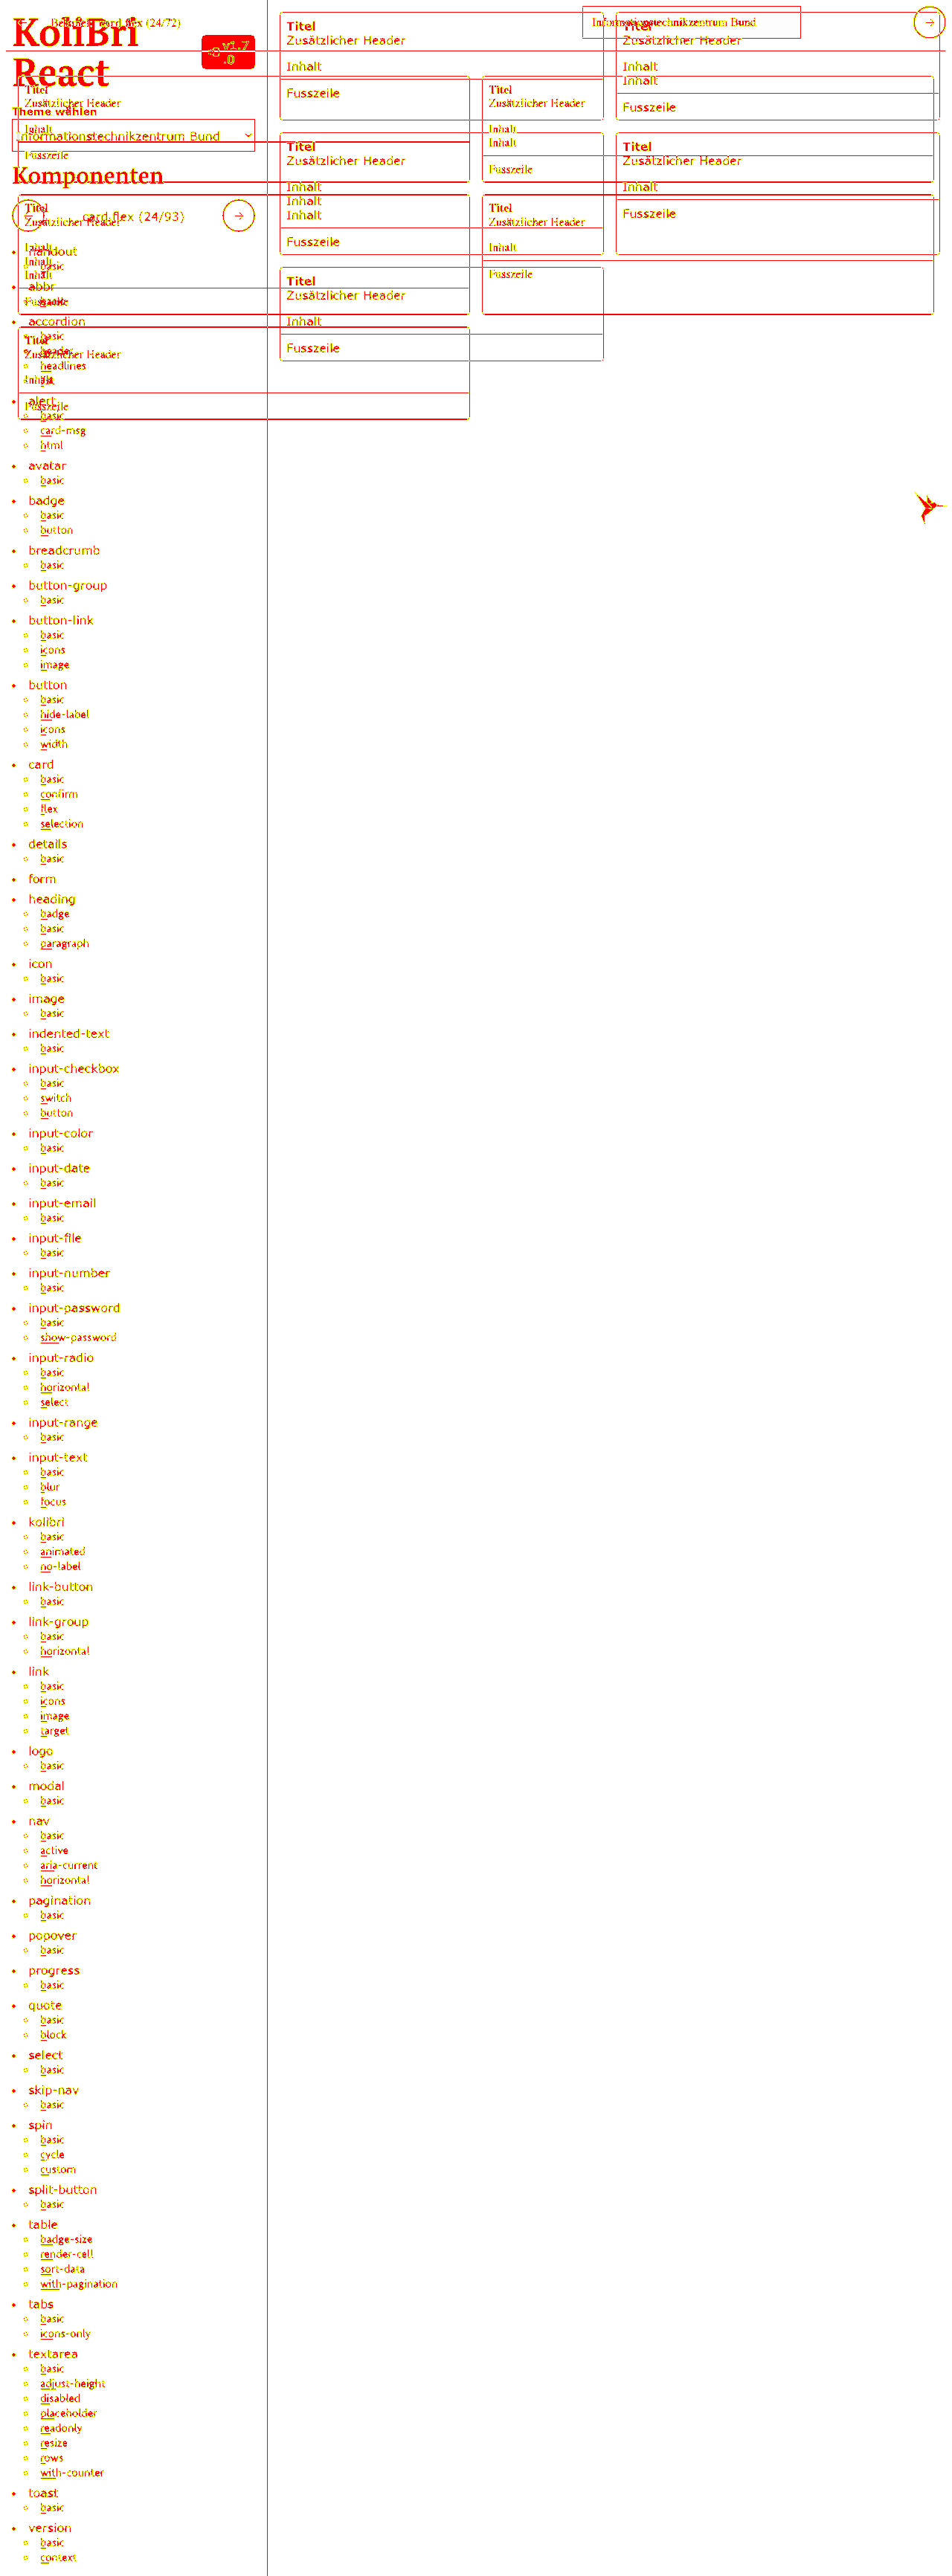 KoliBri
React
v1.7
.0
Theme wählen
Informationstechnikzentrum Bund
Komponenten
card flex (24/93)
handout
basic
abbr
basic
accordion
basic
header
headlines
list
alert
basic
card-msg
html
avatar
basic
badge
basic
button
breadcrumb
basic
button-group
basic
button-link
basic
icons
image
button
basic
hide-label
icons
width
card
basic
confirm
flex
selection
details
basic
form
heading
badge
basic
paragraph
icon
basic
image
basic
indented-text
basic
input-checkbox
basic
switch
button
input-color
basic
input-date
basic
input-email
basic
input-file
basic
input-number
basic
input-password
basic
show-password
input-radio
basic
horizontal
select
input-range
basic
input-text
basic
blur
focus
kolibri
basic
animated
no-label
link-button
basic
link-group
basic
horizontal
link
basic
icons
image
target
logo
basic
modal
basic
nav
basic
active
aria-current
horizontal
pagination
basic
popover
basic
progress
basic
quote
basic
block
select
basic
skip-nav
basic
spin
basic
cycle
custom
split-button
basic
table
badge-size
render-cell
sort-data
with-pagination
tabs
basic
icons-only
textarea
basic
adjust-height
disabled
placeholder
readonly
resize
rows
with-counter
toast
basic
version
basic
context
Titel
Zusätzlicher Header
Inhalt
Fusszeile
Titel
Zusätzlicher Header
Inhalt
Inhalt
Fusszeile
Titel
Zusätzlicher Header
Inhalt
Inhalt
Inhalt
Fusszeile
Titel
Zusätzlicher Header
Inhalt
Fusszeile
Titel
Zusätzlicher Header
Inhalt
Fusszeile
card flex (24/72)
Informationstechnikzentrum Bund
Titel
Zusätzlicher Header
Inhalt
Fusszeile
Titel
Zusätzlicher Header
Inhalt
Inhalt
Fusszeile
Titel
Zusätzlicher Header
Inhalt
Inhalt
Inhalt
Fusszeile
Titel
Zusätzlicher Header
Inhalt
Fusszeile
Titel
Zusätzlicher Header
Inhalt
Fusszeile